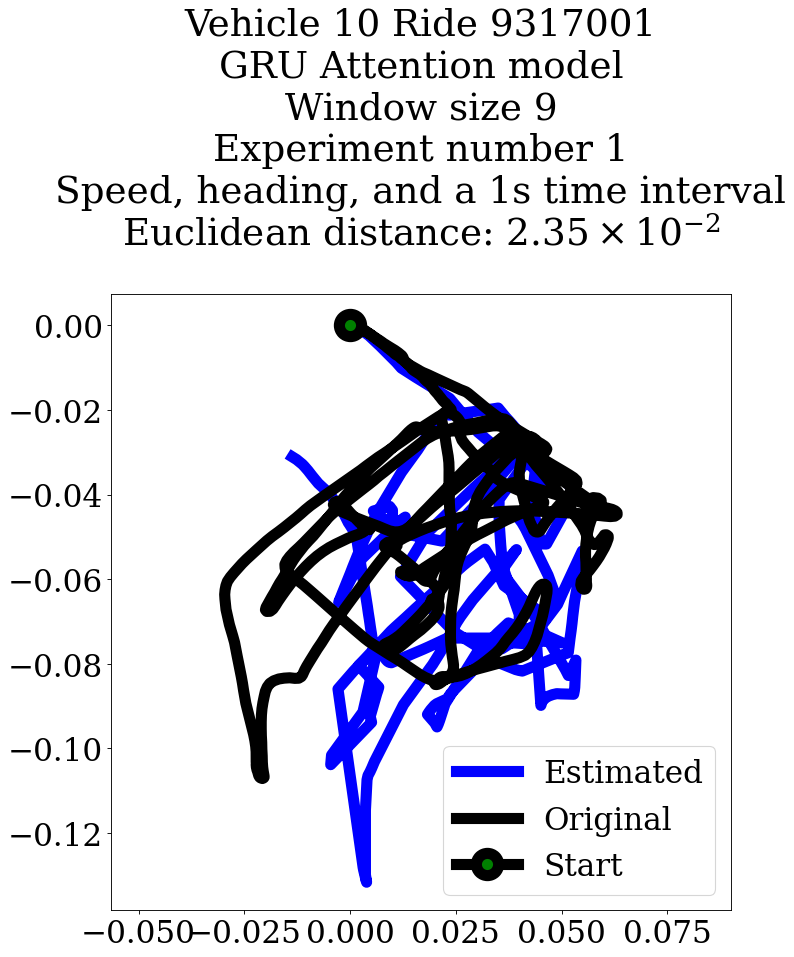 Vehicle 10 Ride 9317001
GRU Attention model
Window size 9
Experiment number 1
Speed, heading, and a 1s time interval
Euclidean distance: 2.35 × 10⁻²
0.00
−0.02
−0.04
−0.06
−0.08
−0.10
−0.12
Estimated
Original
Start
−0.050 −0.025 0.000 0.025 0.050 0.075